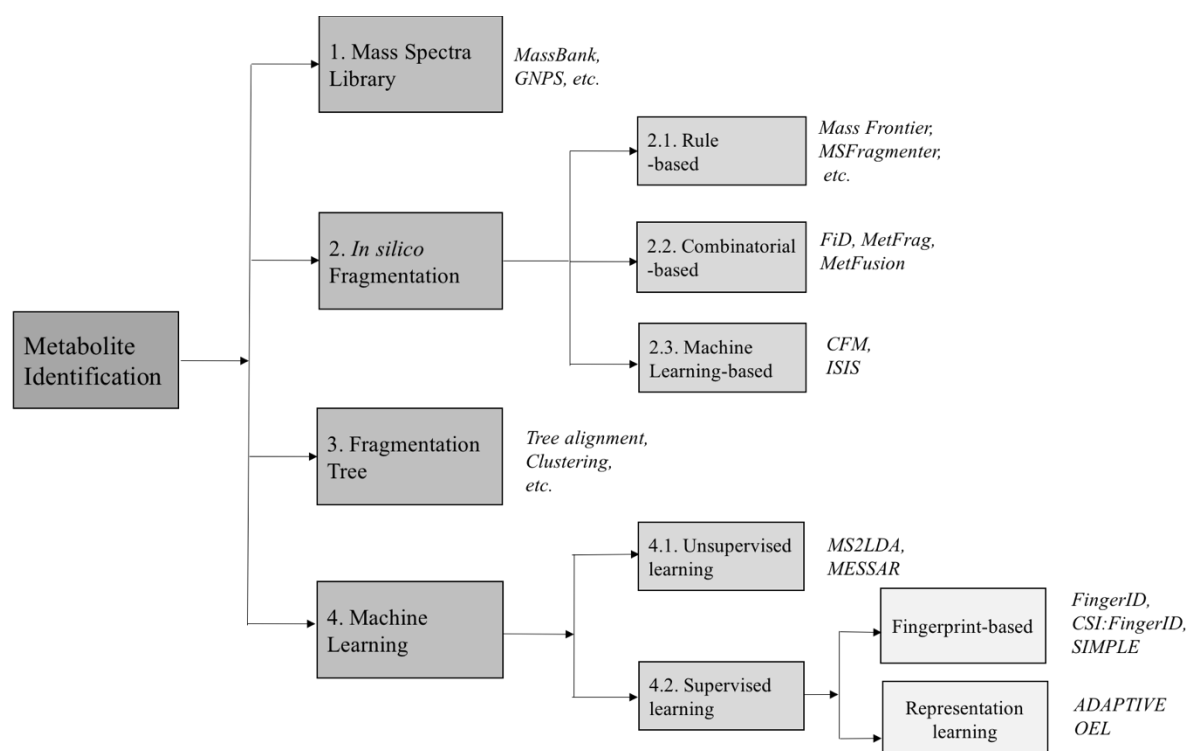 1. Mass Spectra
Library
MassBank,
GNPS, etc.
2.1. Rule
-based
Mass Frontier,
MSFragmenter,
etc.
2. In silico
Fragmentation
2.2. Combinatorial
-based
FiD, MetFrag,
MetFusion
Metabolite
Identification
2.3. Machine
Learning-based
CFM,
ISIS
3. Fragmentation
Tree
Tree alignment,
Clustering,
etc.
4. Machine
Learning
4.1. Unsupervised
learning
MS2LDA,
MESSAR
4.2. Supervised
learning
Fingerprint-based
FingerID,
CSI:FingerID,
SIMPLE
Representation
learning
ADAPTIVE
OEL